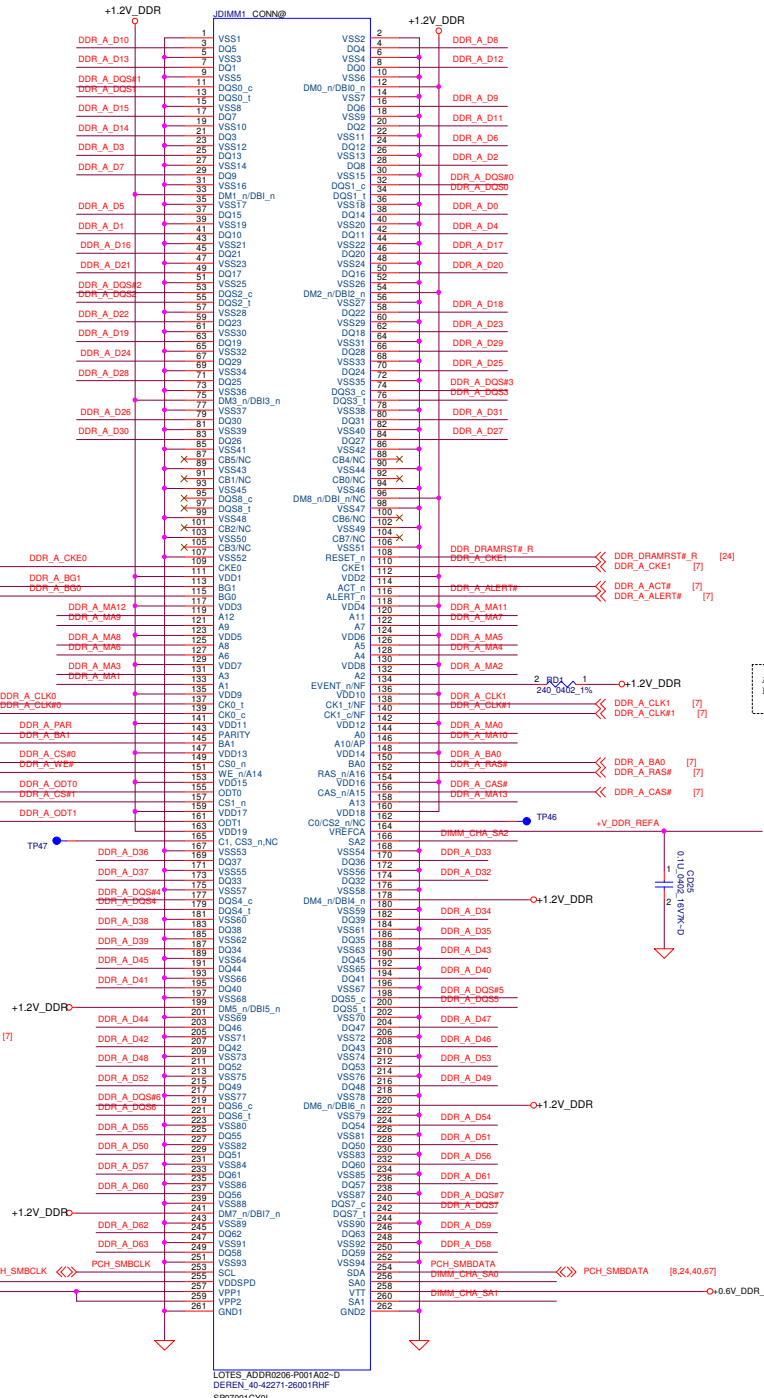 +1.2V_DDR
+1.2V_DDR
JDIMM1 CONN@
1 VSS1 VSS2 2
DDR_A_D10 3 DQ5 DQ4 4 DDR_A_D8
5 VSS3 VSS4 6
DDR_A_D13 7 DQ1 DQ0 8 DDR_A_D12
9 VSS5 VSS6 10
DDR_A_DQS#1 11 DQS0_c DM0_n/DBI0_n 12
DDR_A_DQS1 13 DQS0_t VSS7 14
15 VSS8 DQ6 16 DDR_A_D9
DDR_A_D15 17 DQ7 VSS9 18
19 VSS10 DQ2 20 DDR_A_D11
DDR_A_D14 21 DQ3 VSS11 22
23 VSS12 DQ12 24 DDR_A_D6
DDR_A_D3 25 DQ13 VSS13 26
27 VSS14 DQ8 28 DDR_A_D2
DDR_A_D7 29 DQ9 VSS15 30
31 VSS16 DQS1_c 32 DDR_A_DQS#0
33 DM1_n/DBI_n DQS1_t 34 DDR_A_DQS0
35 VSS17 VSS18 36
DDR_A_D5 37 DQ15 DQ14 38 DDR_A_D0
39 VSS19 VSS20 40
DDR_A_D1 41 DQ10 DQ11 42 DDR_A_D4
43 VSS21 VSS22 44
DDR_A_D16 45 DQ21 DQ20 46 DDR_A_D17
47 VSS23 VSS24 48
DDR_A_D21 49 DQ17 DQ16 50 DDR_A_D20
51 VSS25 VSS26 52
DDR_A_DQS#2 53 DQS2_c DM2_n/DBI2_n 54
DDR_A_DQS2 55 DQS2_t VSS27 56
57 VSS28 DQ22 58 DDR_A_D18
DDR_A_D22 59 DQ23 VSS29 60
61 VSS30 DQ18 62 DDR_A_D23
DDR_A_D19 63 DQ19 VSS31 64
65 VSS32 DQ28 66 DDR_A_D29
DDR_A_D24 67 DQ29 VSS33 68
69 VSS34 DQ24 70 DDR_A_D25
DDR_A_D28 71 DQ25 VSS35 72
73 VSS36 DQS3_c 74 DDR_A_DQS#3
75 DM3_n/DBI3_n DQS3_t 76 DDR_A_DQS3
77 VSS37 VSS38 78
DDR_A_D26 79 DQ30 DQ31 80 DDR_A_D31
81 VSS39 VSS40 82
DDR_A_D30 83 DQ26 DQ27 84 DDR_A_D27
85 VSS41 VSS42 86
87 CB5/NC CB4/NC 88
89 VSS43 VSS44 90
91 CB1/NC CB0/NC 92
93 VSS45 VSS46 94
95 DQS8_c DM8_n/DBI_n/NC 96
97 DQS8_t VSS47 98
99 VSS48 CB6/NC 100
101 CB2/NC VSS49 102
103 VSS50 CB7/NC 104
105 CB3/NC VSS51 106
107 VSS52 RESET_n 108 DDR_DRAMRST#_R DDR_DRAMRST#_R [24]
DDR_A_CKE0 109 CKE0 CKE1 110 DDR_A_CKE1 DDR_A_CKE1 [7]
111 VDD1 VDD2 112
DDR_A_BG1 113 BG1 ACT_n 114 DDR_A_ACT# [7]
DDR_A_BG0 115 BG0 ALERT_n 116 DDR_A_ALERT# DDR_A_ALERT# [7]
117 VDD3 VDD4 118
DDR_A_MA12 119 A12 A11 120 DDR_A_MA11
DDR_A_MA9 121 A9 A7 122 DDR_A_MA7
123 VDD5 VDD6 124
DDR_A_MA8 125 A8 A5 126 DDR_A_MA5
DDR_A_MA6 127 A6 A4 128 DDR_A_MA4
129 VDD7 VDD8 130
DDR_A_MA3 131 A3 A2 132 DDR_A_MA2
DDR_A_MA1 133 A1 EVENT_n/NF 134 2 RD1 1 +1.2V_DDR
240_0402_1%
135 VDD9 VDD10 136
DDR_A_CLK0 137 CK0_t CK1_t/NF 138 DDR_A_CLK1 DDR_A_CLK1 [7]
DDR_A_CLK#0 139 CK0_c CK1_c/NF 140 DDR_A_CLK#1 DDR_A_CLK#1 [7]
141 VDD11 VDD12 142
DDR_A_PAR 143 PARITY A0 144 DDR_A_MA0
DDR_A_BA1 145 BA1 A10/AP 146 DDR_A_MA10
147 VDD13 VDD14 148
DDR_A_CS#0 149 CS0_n BA0 150 DDR_A_BA0 DDR_A_BA0 [7]
DDR_A_WE# 151 WE_n/A14 RAS_n/A16 152 DDR_A_RAS# DDR_A_RAS# [7]
153 VDD15 VDD16 154
DDR_A_ODT0 155 ODT0 CAS_n/A15 156 DDR_A_CAS# DDR_A_CAS# [7]
DDR_A_CS#1 157 CS1_n A13 158 DDR_A_MA13
159 VDD17 VDD18 160
DDR_A_ODT1 161 ODT1 C0/CS2_n/NC 162 TP46
163 VDD19 VREFCA 164 +V_DDR_REFA
TP47 165 C1, CS3_n,NC SA2 166 DIMM_CHA_SA2
1 CD25 2
0.1U_0402_16V7K~D
167 VSS53 VSS54 168
DDR_A_D36 169 DQ37 DQ36 170 DDR_A_D33
171 VSS55 VSS56 172
DDR_A_D37 173 DQ33 DQ32 174 DDR_A_D32
175 VSS57 VSS58 176
DDR_A_DQS#4 177 DQS4_c DM4_n/DBI4_n 178 +1.2V_DDR
DDR_A_DQS4 179 DQS4_t VSS59 180
181 VSS60 DQ39 182 DDR_A_D34
DDR_A_D38 183 DQ38 VSS61 184
185 VSS62 DQ35 186 DDR_A_D35
DDR_A_D39 187 DQ34 VSS63 188
189 VSS64 DQ45 190 DDR_A_D43
DDR_A_D45 191 DQ44 VSS65 192
193 VSS66 DQ41 194 DDR_A_D40
DDR_A_D41 195 DQ40 VSS67 196
197 VSS68 DQS5_c 198 DDR_A_DQS#5
+1.2V_DDR 199 DM5_n/DBI5_n DQS5_t 200 DDR_A_DQS5
201 VSS69 VSS70 202
DDR_A_D44 203 DQ46 DQ47 204 DDR_A_D47
[7] 205 VSS71 VSS72 206
DDR_A_D42 207 DQ42 DQ43 208 DDR_A_D46
209 VSS73 VSS74 210
DDR_A_D48 211 DQ52 DQ53 212 DDR_A_D53
213 VSS75 VSS76 214
DDR_A_D52 215 DQ49 DQ48 216 DDR_A_D49
217 VSS77 VSS78 218
DDR_A_DQS#6 219 DQS6_c DM6_n/DBI6_n 220 +1.2V_DDR
DDR_A_DQS6 221 DQS6_t VSS79 222
223 VSS80 DQ54 224 DDR_A_D54
DDR_A_D55 225 DQ55 VSS81 226
227 VSS82 DQ50 228 DDR_A_D51
DDR_A_D50 229 DQ51 VSS83 230
231 VSS84 DQ60 232 DDR_A_D56
DDR_A_D57 233 DQ61 VSS85 234
235 VSS86 DQ57 236 DDR_A_D61
DDR_A_D60 237 DQ56 VSS87 238
239 VSS88 DQS7_c 240 DDR_A_DQS#7
+1.2V_DDR 241 DM7_n/DBI7_n DQS7_t 242 DDR_A_DQS7
243 VSS89 VSS90 244
DDR_A_D62 245 DQ62 DQ63 246 DDR_A_D59
247 VSS91 VSS92 248
DDR_A_D63 249 DQ58 DQ59 250 DDR_A_D58
251 VSS93 VSS94 252
H_SMBCLK PCH_SMBCLK 253 SCL SDA 254 PCH_SMBDATA PCH_SMBDATA [8,24,40,67]
255 VDDSPD SA0 256 DIMM_CHA_SA0
257 VPP1 VTT 258 +0.6V_DDR_
259 VPP2 SA1 260 DIMM_CHA_SA1
261 GND1 GND2 262
LOTES_ADDR0206-P001A02~D
DEREN_40-42271-26001RHF